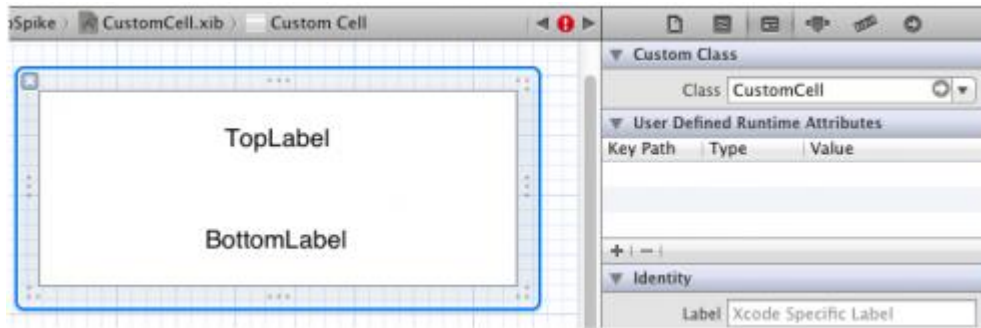 CustomCell.xib Custom Cell
TopLabel
BottomLabel
Custom Class
Class CustomCell
User Defined Runtime Attributes
Key Path Type Value
Identity
Label Xcode Specific Label